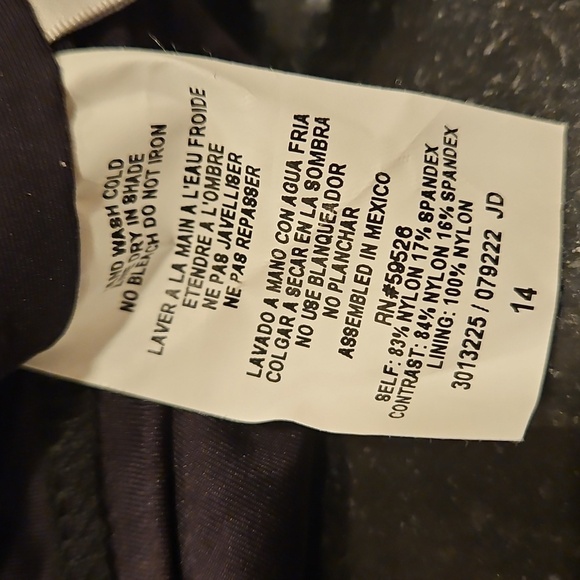 WASH COLD
DRY IN SHADE
NO BLEACH DO NOT IRON
LAVER A LA MAIN A L'EAU FROIDE
ETENDRE A L'OMBRE
NE PAS JAVELLISER
NE PAS REPASSER
LAVADO A MANO CON AGUA FRIA
COLGAR A SECAR EN LA SOMBRA
NO USE BLANQUEADOR
NO PLANCHAR
ASSEMBLED IN MEXICO
RN#59526
SELF: 83% NYLON 17% SPANDEX
CONTRAST: 84% NYLON 16% SPANDEX
LINING: 100% NYLON
3013225 / 079222 JD
14